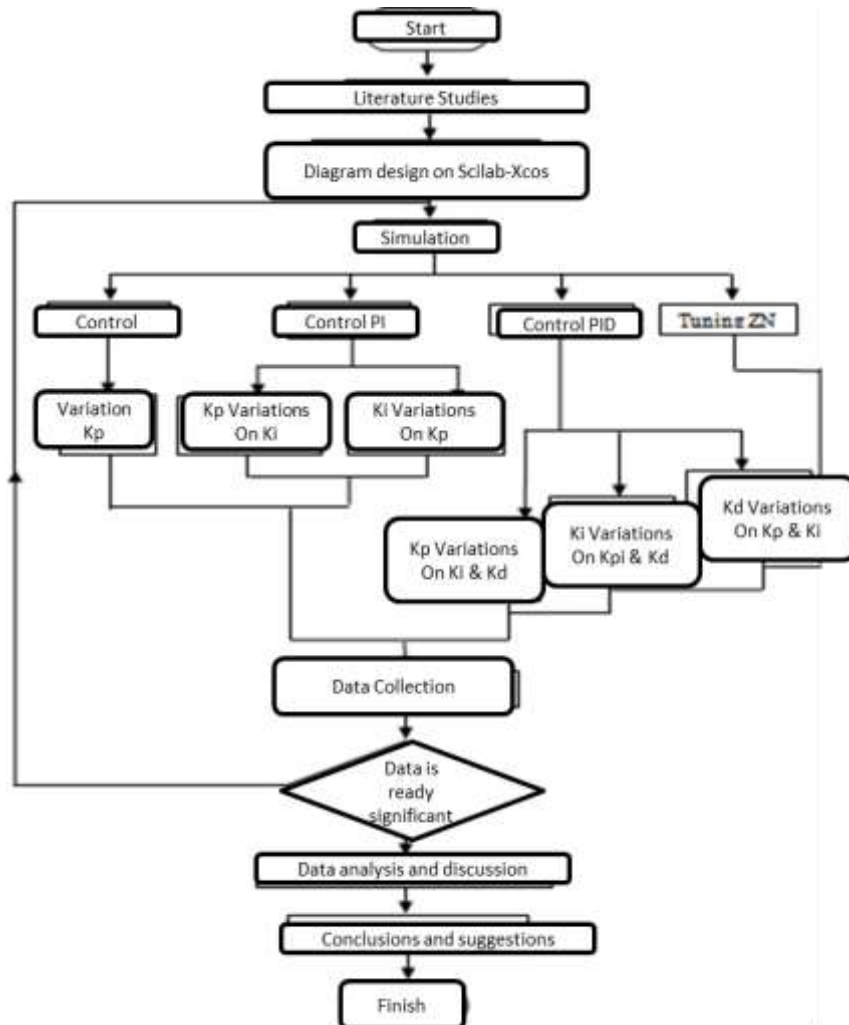 Start
Literature Studies
Diagram design on Scilab-Xcos
Simulation
Control
Control PI
Control PID
Tuning ZN
Variation
Kp
Kp Variations
On Ki
Ki Variations
On Kp
Kp Variations
On Ki & Kd
Ki Variations
On Kpi & Kd
Kd Variations
On Kp & Ki
Data Collection
Data is
ready
significant
Data analysis and discussion
Conclusions and suggestions
Finish